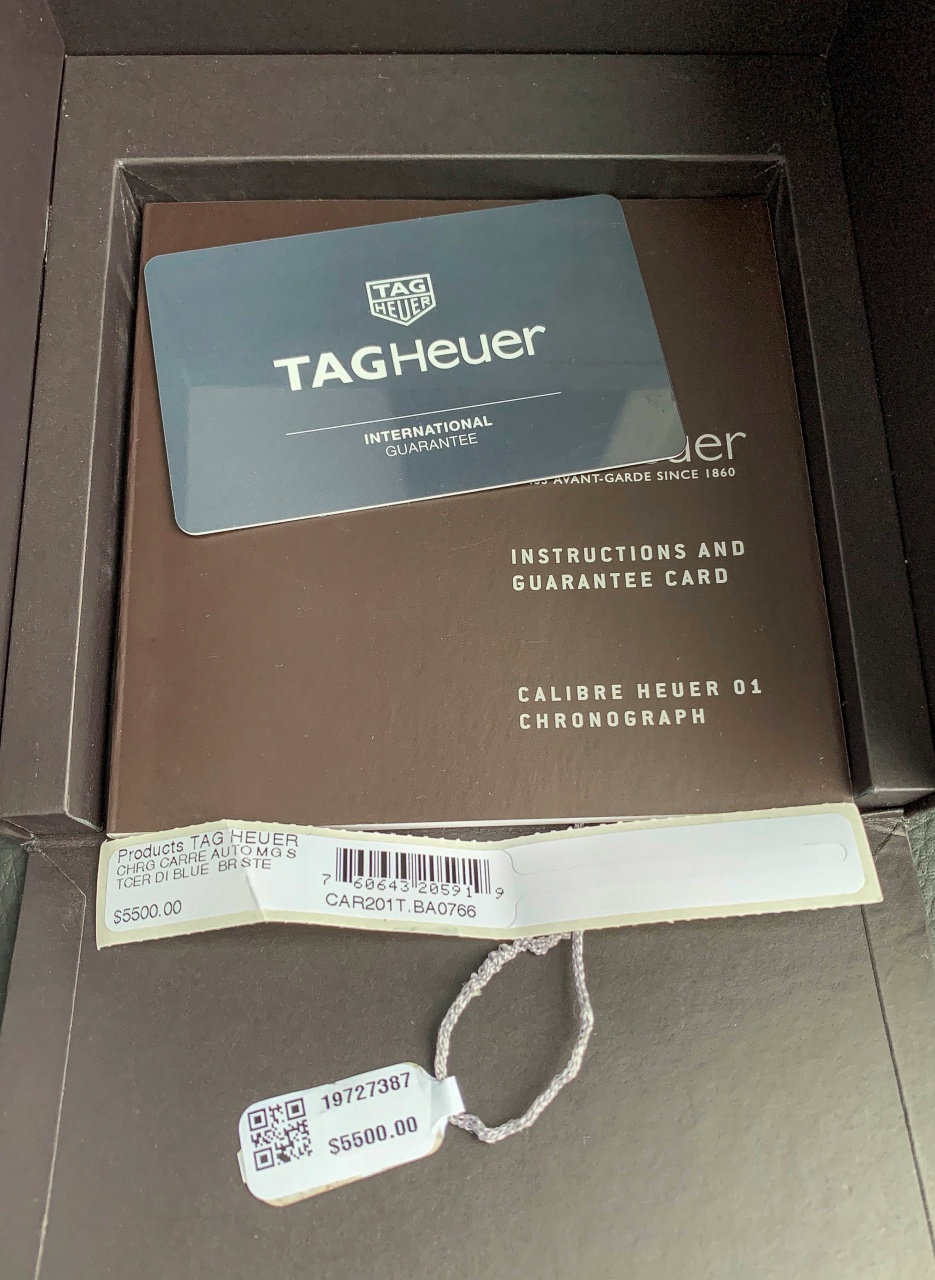 TAG
HEUER
TAGHeuer
INTERNATIONAL
GUARANTEE
AVANT-GARDE SINCE 1860
INSTRUCTIONS AND
GUARANTEE CARD
CALIBRE HEUER 01
CHRONOGRAPH
Products TAG HEUER
CHRG CARRE AUTO MG S
TCER DI BLUE BR STE
$5500.00
7 60643 20591 9
CAR201T.BA0766
19727387
$5500.00